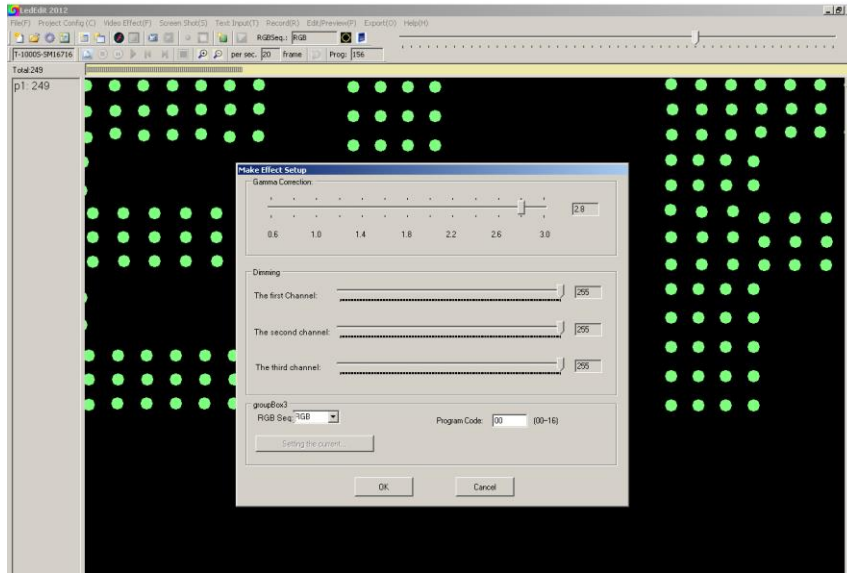 LedEdit 2012
File(F) Project Config (C) Video Effect(P) Screen Shot(S) Text Input(T) Record(R) Edit/Preview(P) Export(O) Help(H)
RGBSeq.: RGB
T-1000S-SM16716 per sec. 20 frame Prog: 156
Total:249
p1: 249
Make Effect Setup
Gamma Correction.
2.8
0.6 1.0 1.4 1.8 2.2 2.6 3.0
Dimming
The first Channel: 255
The second channel: 255
The third channel: 255
groupBox3
RGB Seq: RGB Program Code: 00 (00-16)
Setting the current...
OK Cancel